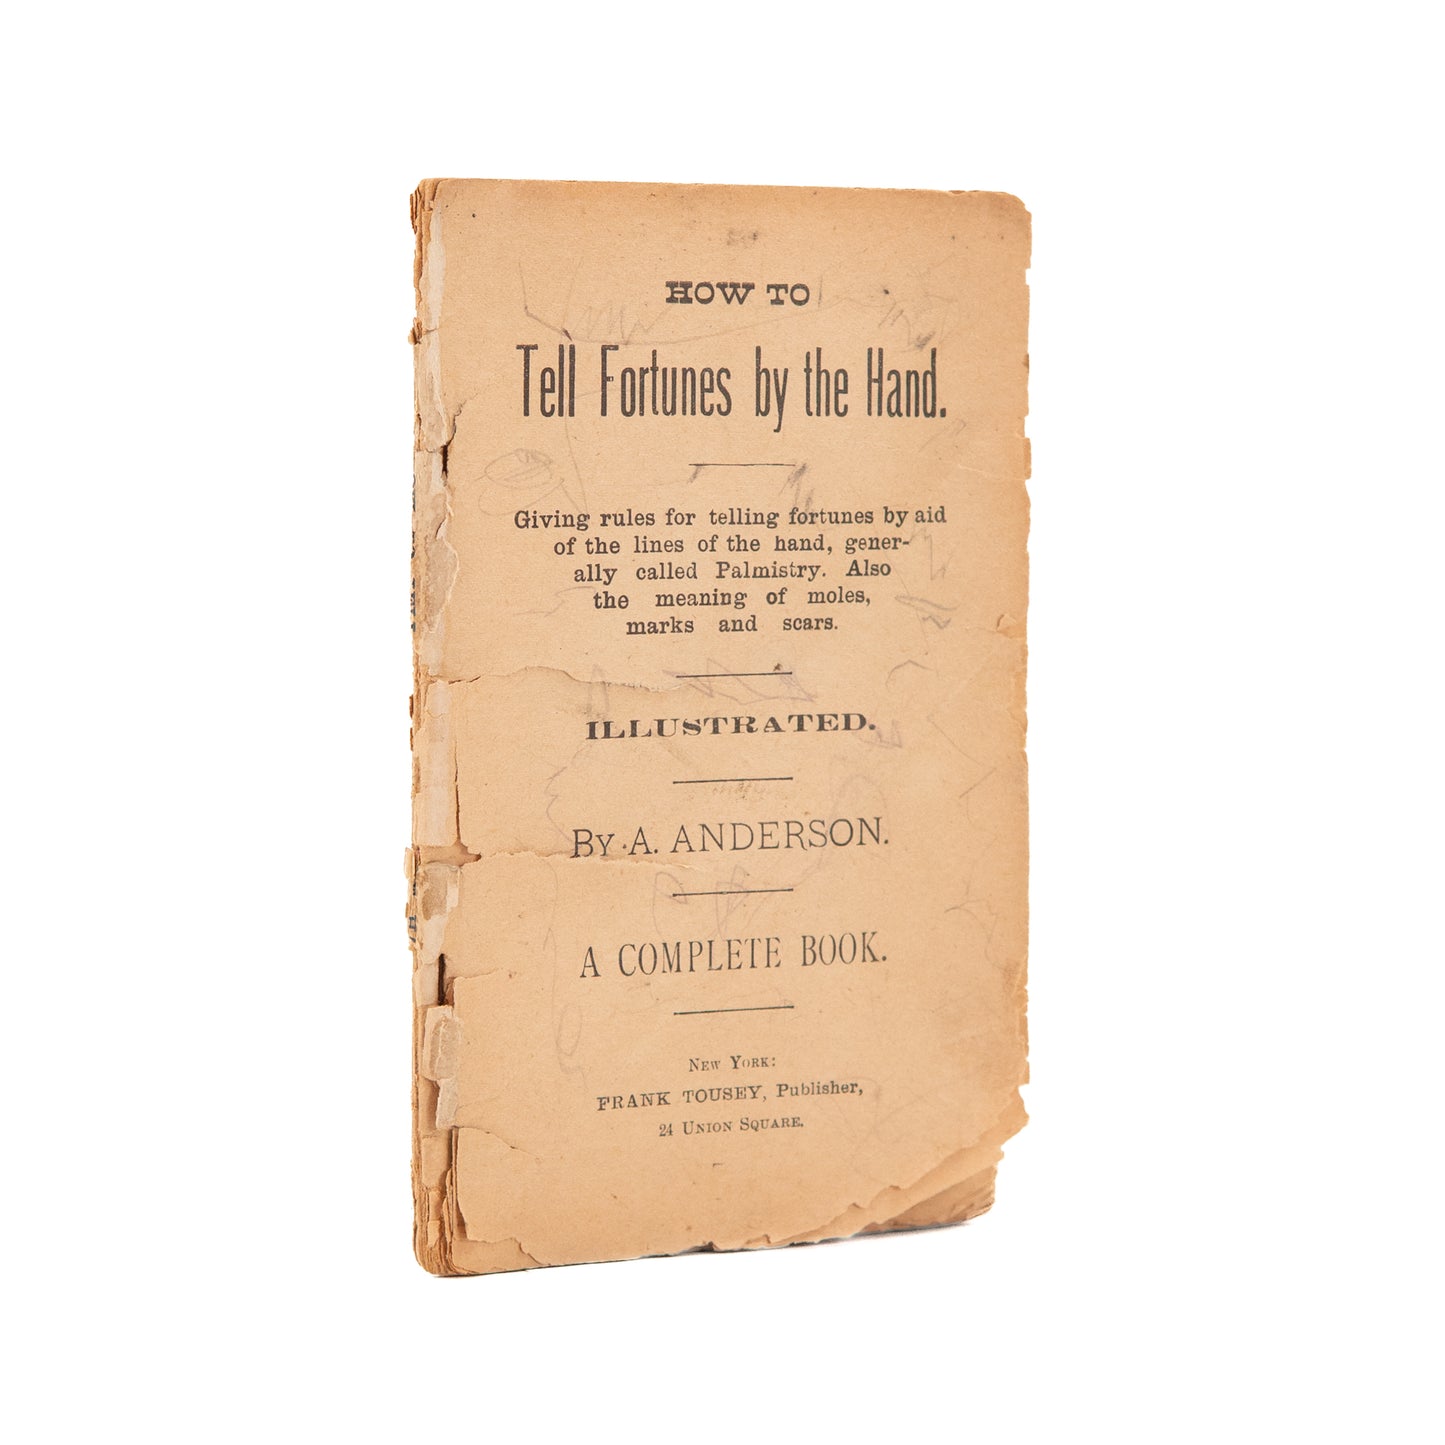 HOW TO
Tell Fortunes by the Hand.
Giving rules for telling fortunes by aid
of the lines of the hand, gener-
ally called Palmistry. Also
the meaning of moles,
marks and scars.
ILLUSTRATED.
BY A. ANDERSON.
A COMPLETE BOOK.
NEW YORK:
FRANK TOUSEY, Publisher,
24 UNION SQUARE.